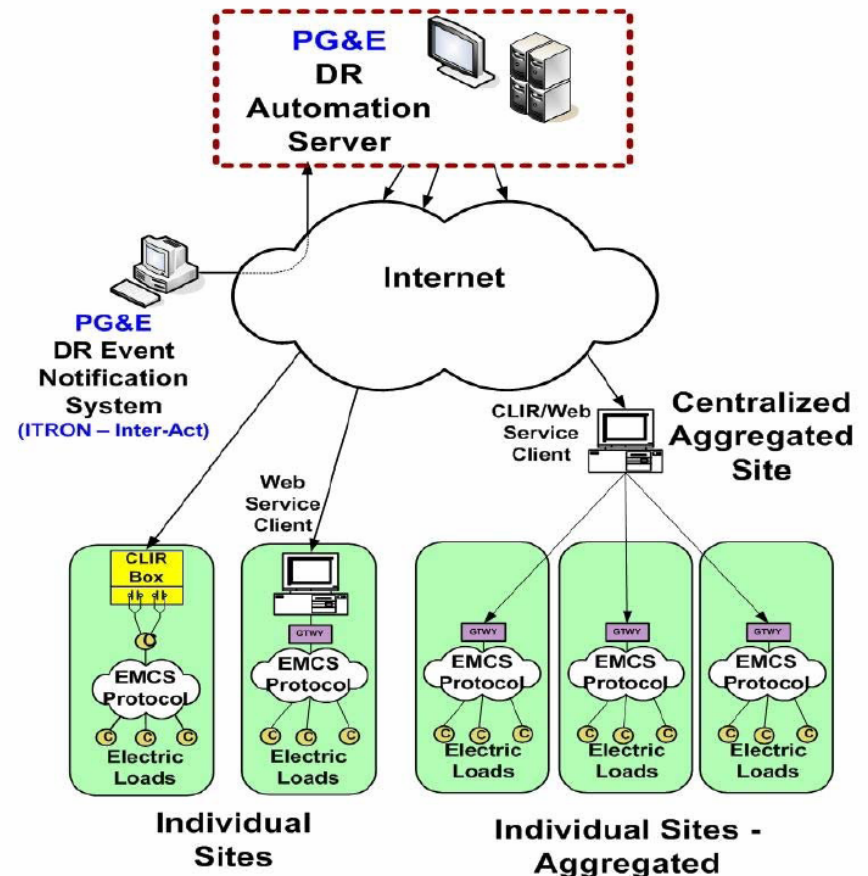 PG&E
DR
Automation
Server
Internet
PG&E
DR Event
Notification
System
(ITRON – Inter-Act)
CLIR/Web
Service
Client
Centralized
Aggregated
Site
Web
Service
Client
CLIR
Box
C
EMCS
Protocol
C C C
Electric
Loads
GTWY
EMCS
Protocol
C C C
Electric
Loads
GTWY
EMCS
Protocol
C C C
Electric
Loads
GTWY
EMCS
Protocol
C C C
Electric
Loads
GTWY
EMCS
Protocol
C C C
Electric
Loads
Individual
Sites
Individual Sites -
Aggregated